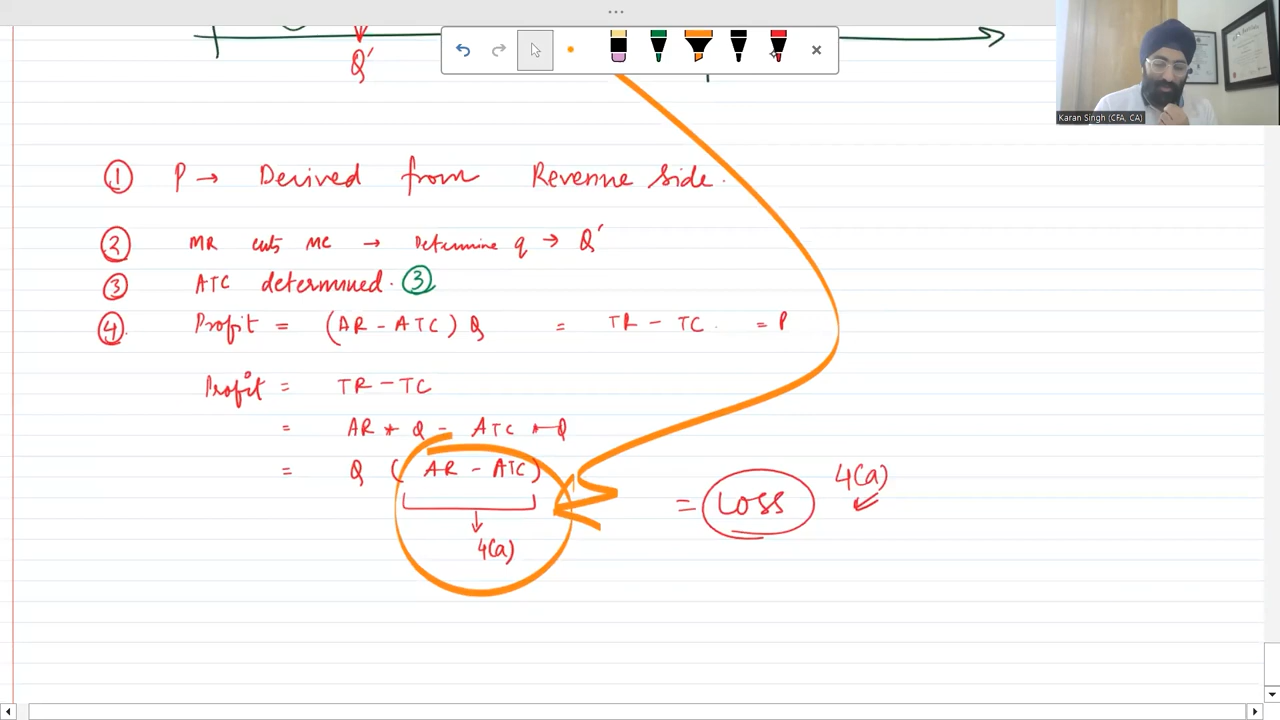 Q'
Karan Singh (CFA, CA)
① P → Derived from Revenue side.
② MR cuts MC → Determine q → Q'
③ ATC determined. ③
④. Profit = (AR - ATC) Q = TR - TC. = P
Profit = TR - TC
= AR * Q - ATC * Q
= Q (AR - ATC)
= Loss 4(a)
4(a)